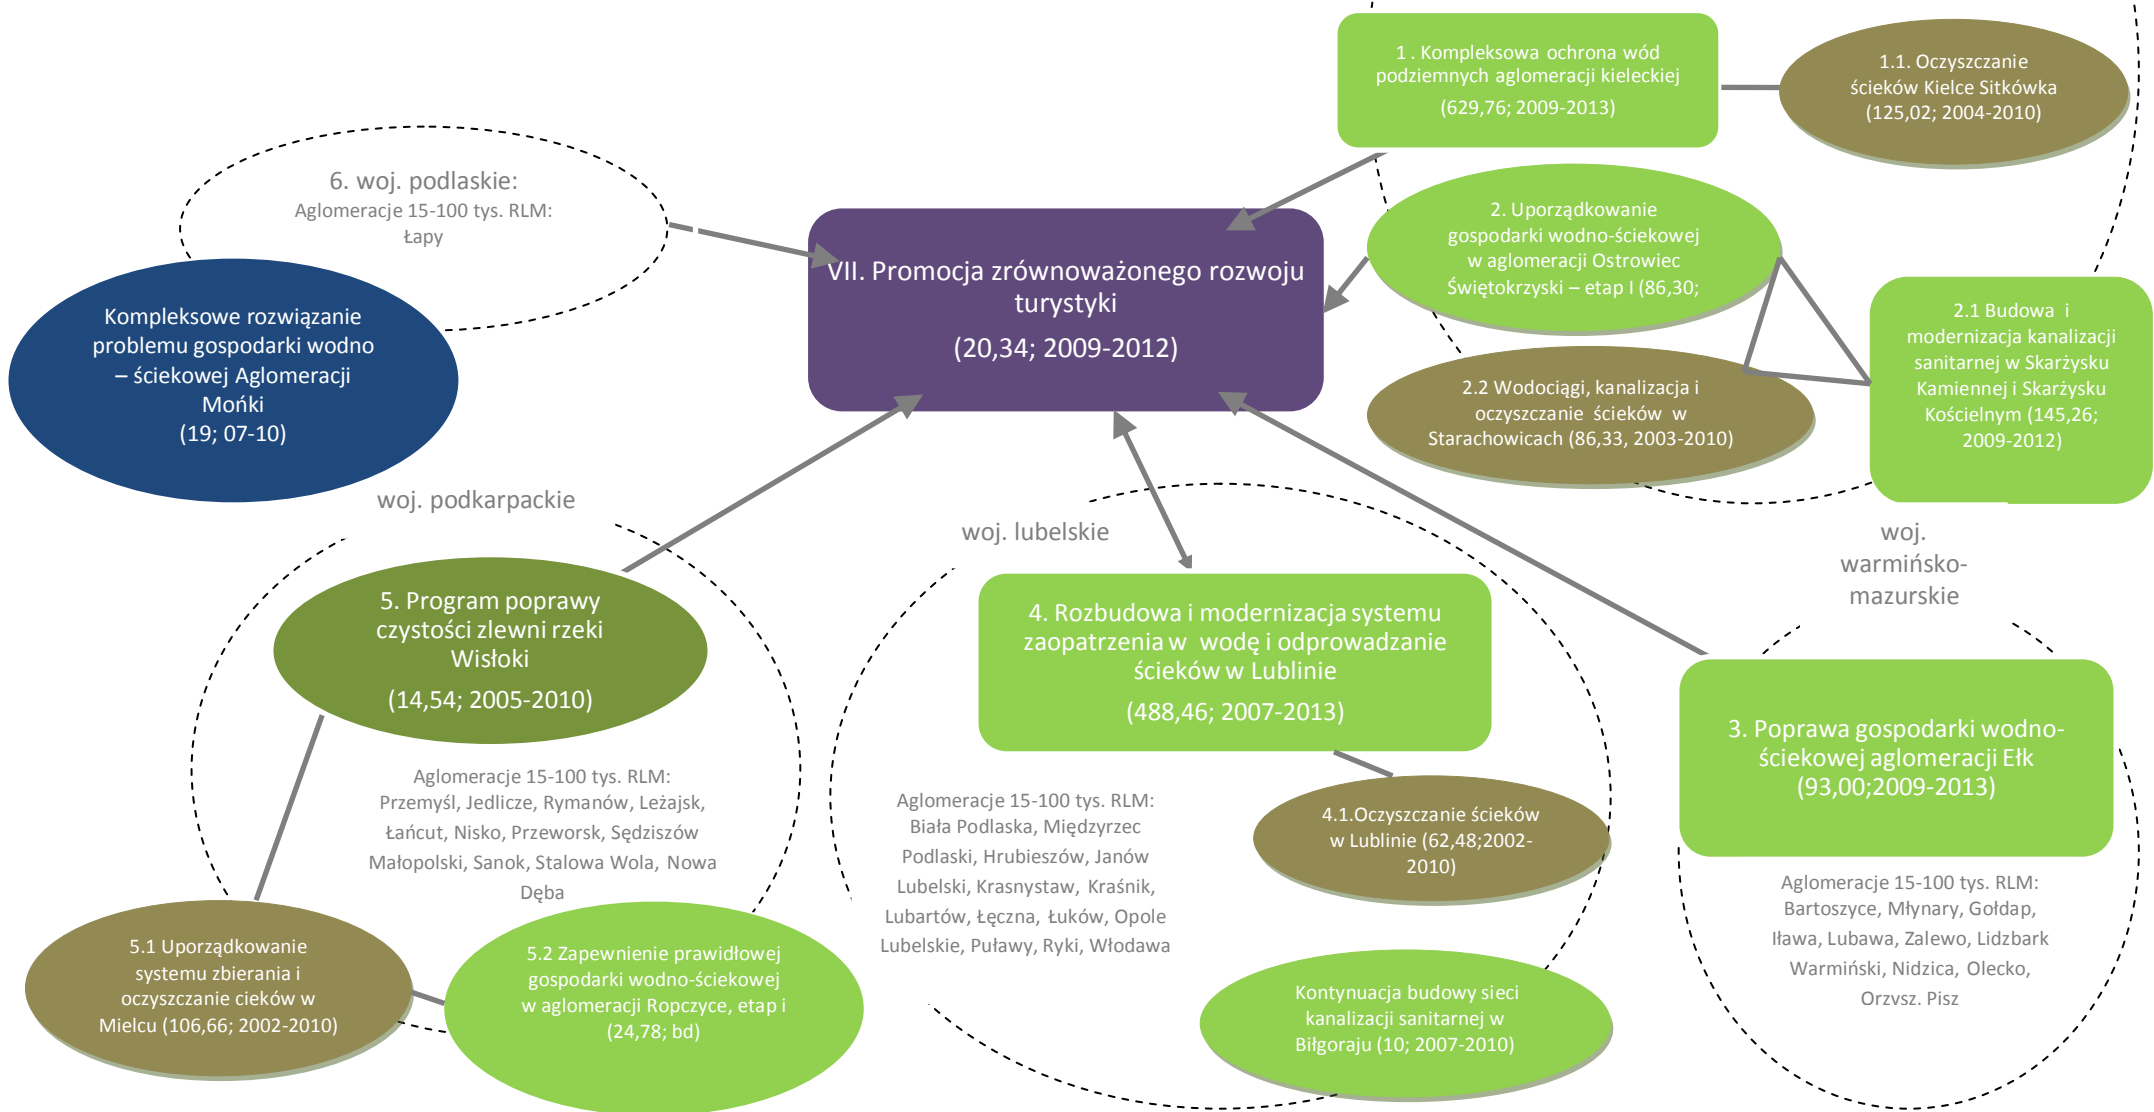 1 . Kompleksowa ochrona wód
podziemnych aglomeracji kieleckiej
(629,76; 2009-2013)
1.1. Oczyszczanie
ścieków Kielce Sitkówka
(125,02; 2004-2010)
6. woj. podlaskie:
Aglomeracje 15-100 tys. RLM:
Łapy
2. Uporządkowanie
gospodarki wodno-ściekowej
w aglomeracji Ostrowiec
Świętokrzyski – etap I (86,30;
VII. Promocja zrównoważonego rozwoju
turystyki
(20,34; 2009-2012)
Kompleksowe rozwiązanie
problemu gospodarki wodno
– ściekowej Aglomeracji
Mońki
(19; 07-10)
2.1 Budowa i
modernizacja kanalizacji
sanitarnej w Skarżysku
Kamiennej i Skarżysku
Kościelnym (145,26;
2009-2012)
2.2 Wodociągi, kanalizacja i
oczyszczanie ścieków w
Starachowicach (86,33, 2003-2010)
woj. podkarpackie
woj. lubelskie
woj.
warmińsko-
mazurskie
5. Program poprawy
czystości zlewni rzeki
Wisłoki
(14,54; 2005-2010)
4. Rozbudowa i modernizacja systemu
zaopatrzenia w wodę i odprowadzanie
ścieków w Lublinie
(488,46; 2007-2013)
3. Poprawa gospodarki wodno-
ściekowej aglomeracji Ełk
(93,00;2009-2013)
Aglomeracje 15-100 tys. RLM:
Przemyśl, Jedlicze, Rymanów, Leżajsk,
Łańcut, Nisko, Przeworsk, Sędziszów
Małopolski, Sanok, Stalowa Wola, Nowa
Dęba
Aglomeracje 15-100 tys. RLM:
Biała Podlaska, Międzyrzec
Podlaski, Hrubieszów, Janów
Lubelski, Krasnystaw, Kraśnik,
Lubartów, Łęczna, Łuków, Opole
Lubelskie, Puławy, Ryki, Włodawa
4.1.Oczyszczanie ścieków
w Lublinie (62,48;2002-
2010)
Aglomeracje 15-100 tys. RLM:
Bartoszyce, Młynary, Gołdap,
Iława, Lubawa, Zalewo, Lidzbark
Warmiński, Nidzica, Olecko,
Orzysz. Pisz
5.1 Uporządkowanie
systemu zbierania i
oczyszczanie cieków w
Mielcu (106,66; 2002-2010)
5.2 Zapewnienie prawidłowej
gospodarki wodno-ściekowej
w aglomeracji Ropczyce, etap i
(24,78; bd)
Kontynuacja budowy sieci
kanalizacji sanitarnej w
Biłgoraju (10; 2007-2010)